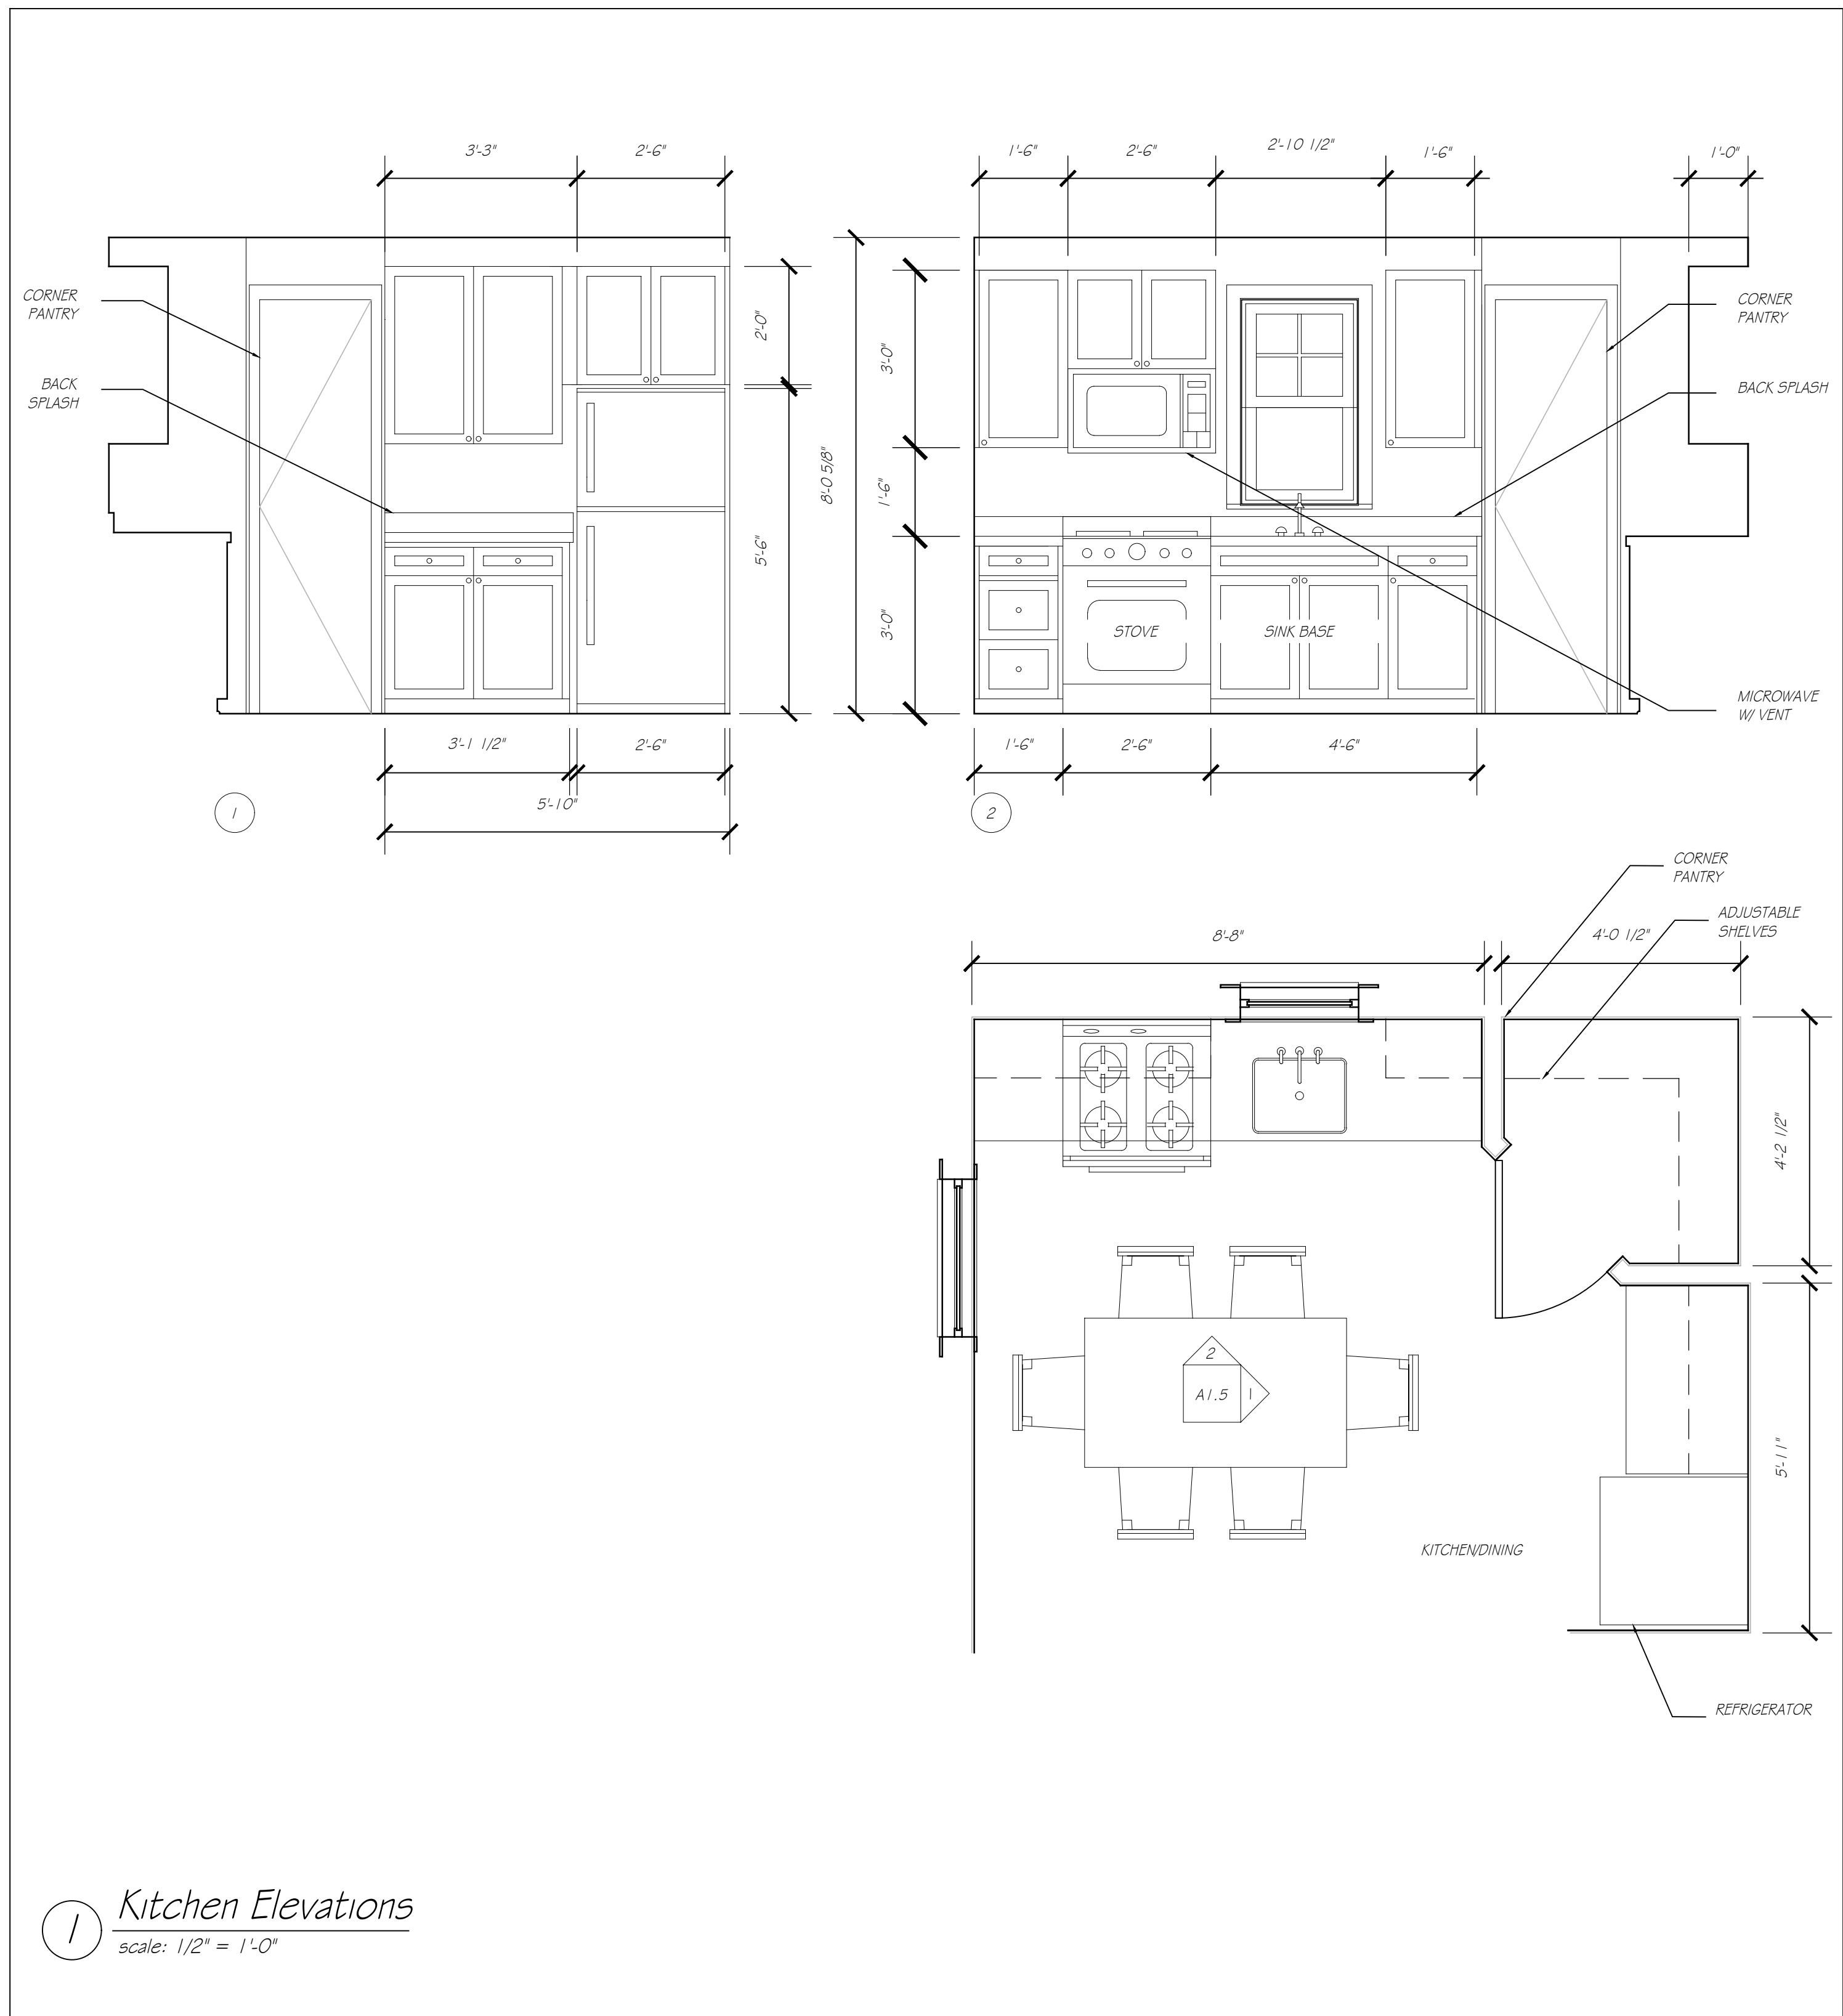 3'-3"
2'-6"
1'-6"
2'-6"
2'-10 1/2"
1'-6"
1'-0"
CORNER
PANTRY
BACK
SPLASH
2'-0"
5'-6"
8'-0 5/8"
3'-0"
1'-6"
3'-0"
STOVE
SINK BASE
CORNER
PANTRY
BACK SPLASH
MICROWAVE
W/ VENT
3'-1 1/2"
2'-6"
5'-10"
1
1'-6"
2'-6"
4'-6"
2
CORNER
PANTRY
ADJUSTABLE
SHELVES
8'-8"
4'-0 1/2"
4'-2 1/2"
2
A1.5
1
5'-11"
KITCHEN/DINING
REFRIGERATOR
1
Kitchen Elevations
scale: 1/2" = 1'-0"